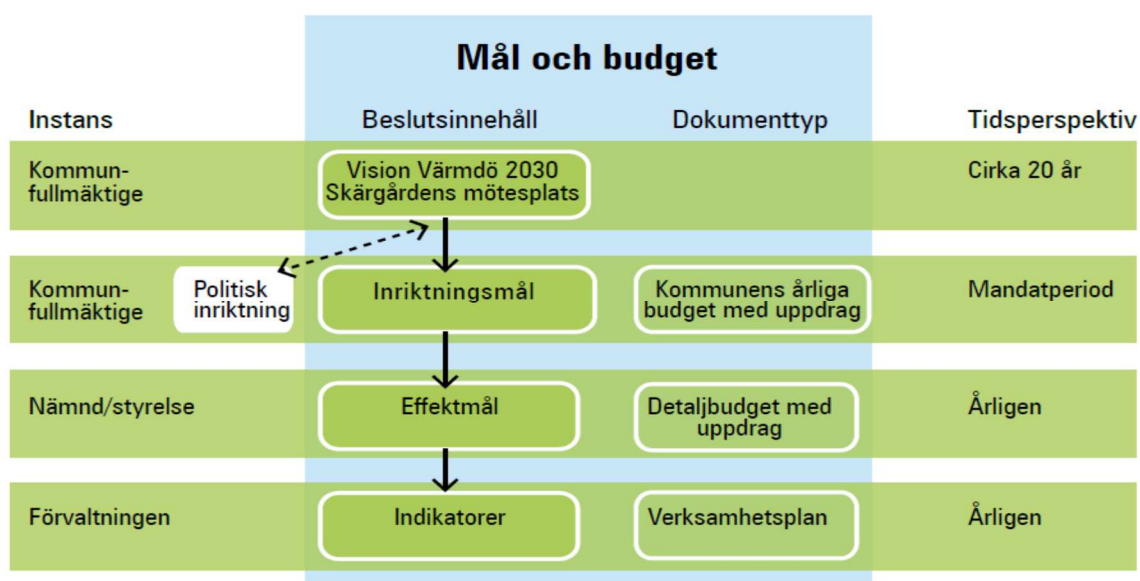 Mål och budget
Instans
Beslutsinnehåll
Dokumenttyp
Tidsperspektiv
Kommun-
fullmäktige
Vision Värmdö 2030
Skärgårdens mötesplats
Cirka 20 år
Kommun-
fullmäktige
Politisk
inriktning
Inriktningsmål
Kommunens årliga
budget med uppdrag
Mandatperiod
Nämnd/styrelse
Effektmål
Detaljbudget med
uppdrag
Årligen
Förvaltningen
Indikatorer
Verksamhetsplan
Årligen